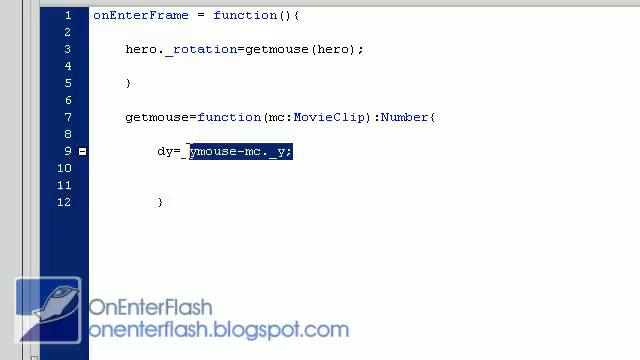 1 onEnterFrame = function(){
2
3 hero._rotation=getmouse(hero);
4
5 }
6
7 getmouse=function(mc:MovieClip):Number{
8
9 dy=_ymouse-mc._y;
10
11
12 }
OnEnterFlash
onenterflash.blogspot.com